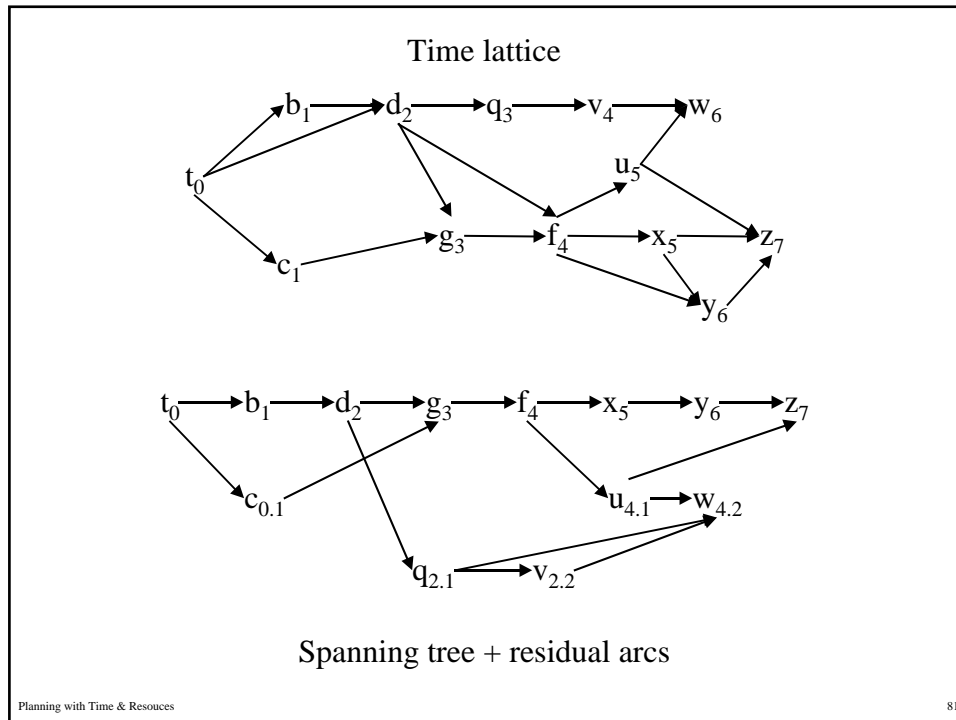 Time lattice
b1 d2 q3 v4 w6
u5
t0
g3 f4 x5 z7
c1
y6
t0 b1 d2 g3 f4 x5 y6 z7
c0.1 u4.1 w4.2
q2.1 v2.2
Spanning tree + residual arcs
Planning with Time & Resouces 81